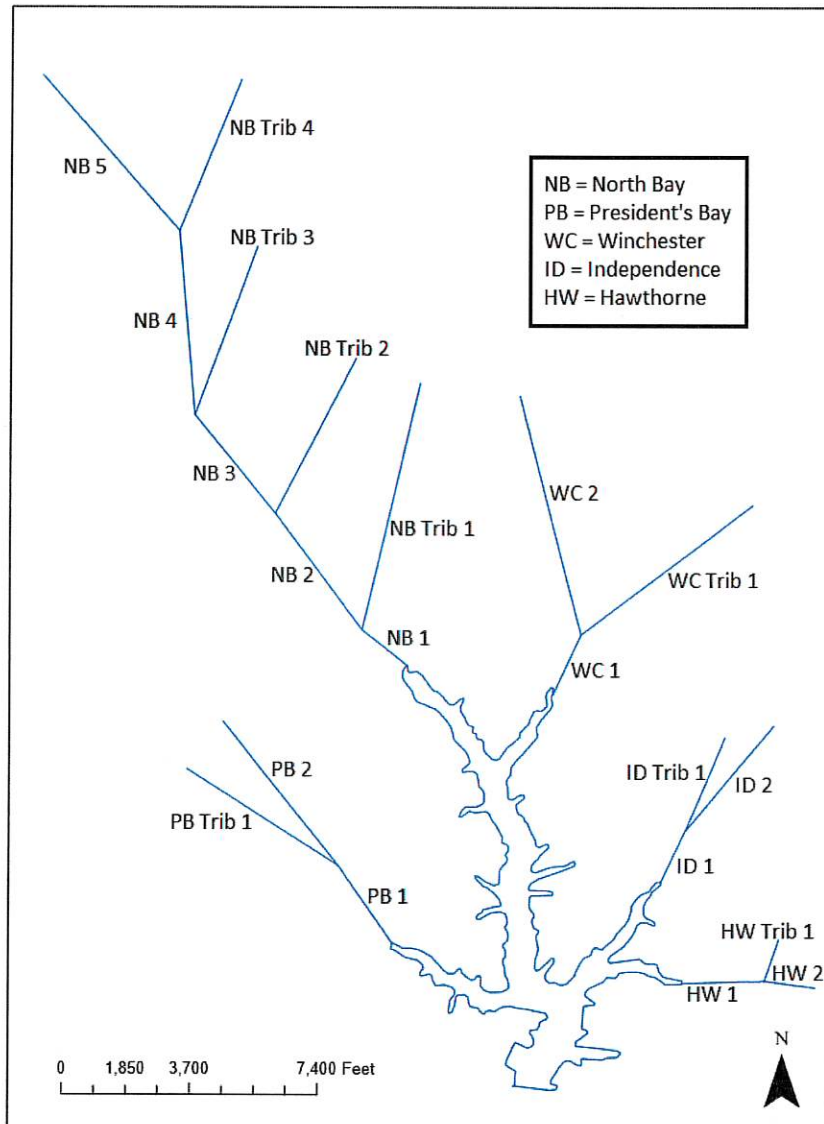 NB Trib 4
NB 5
NB = North Bay
PB = President's Bay
WC = Winchester
ID = Independence
HW = Hawthorne
NB Trib 3
NB 4
NB Trib 2
NB 3
WC 2
NB Trib 1
NB 2
WC Trib 1
NB 1
WC 1
PB 2
ID Trib 1
ID 2
PB Trib 1
ID 1
PB 1
HW Trib 1
HW 2
HW 1
N
0 1,850 3,700 7,400 Feet